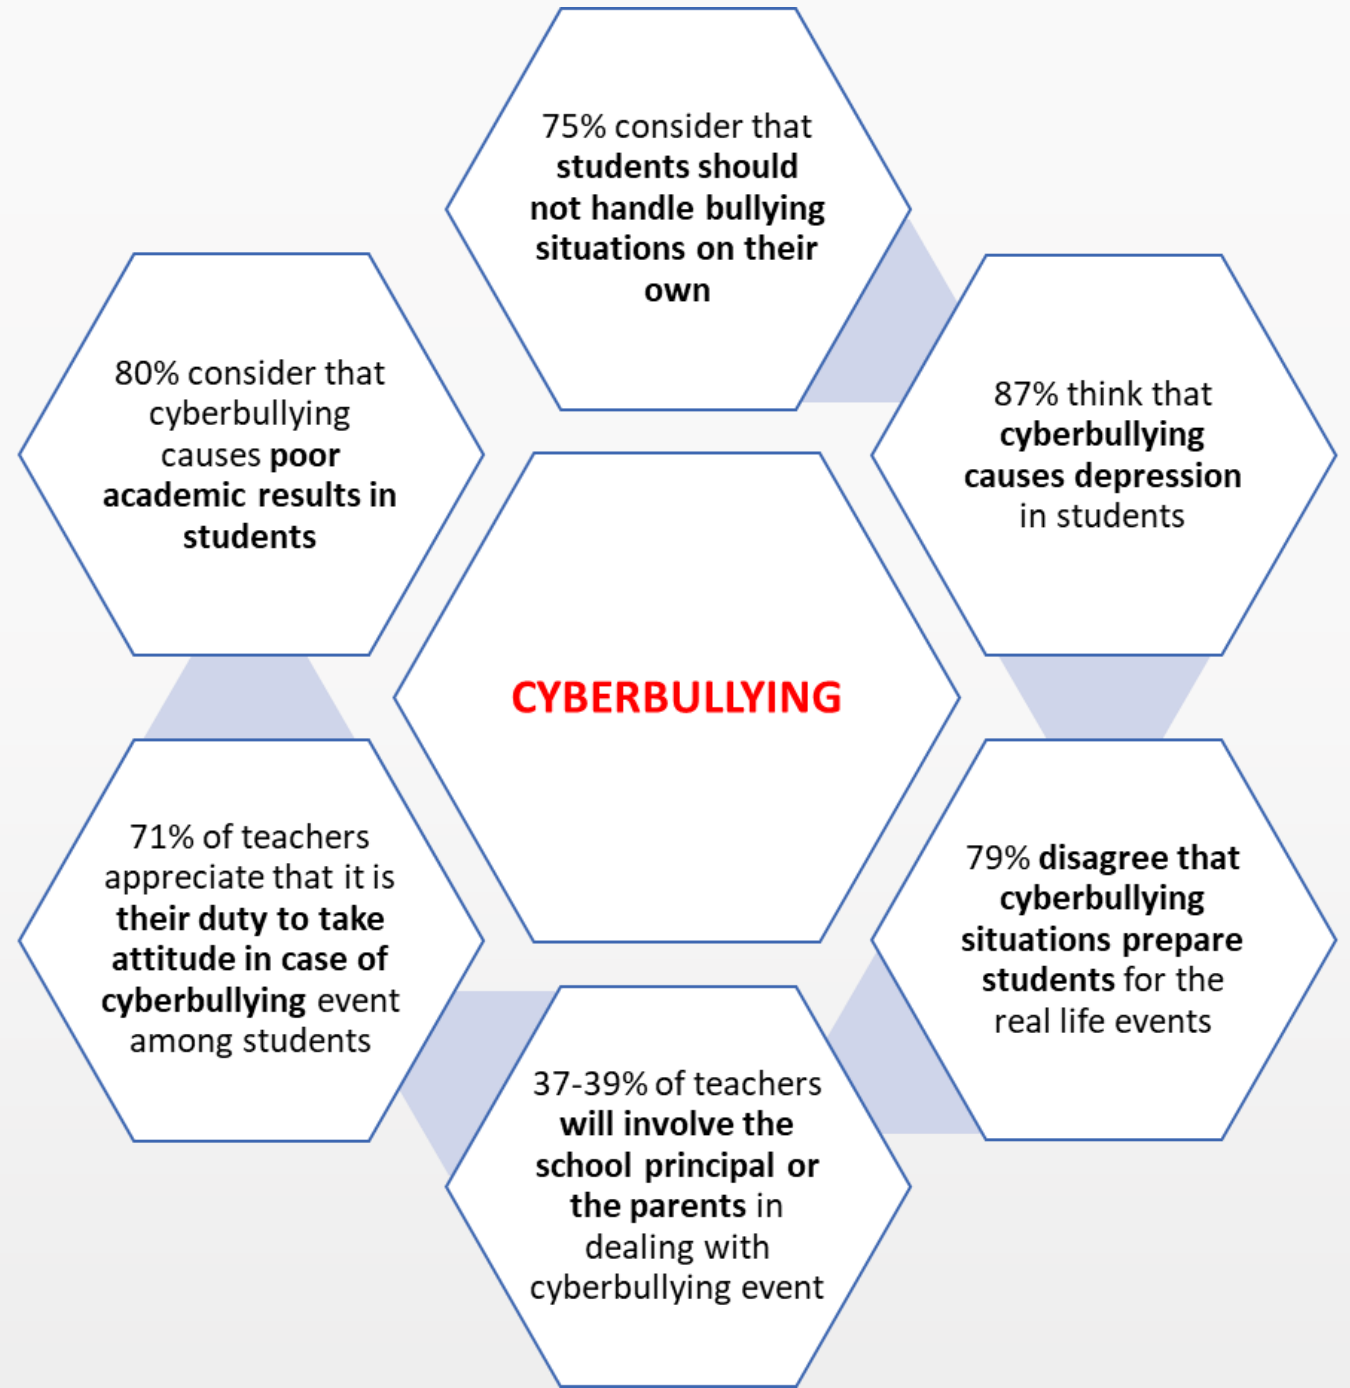 75% consider that
students should
not handle bullying
situations on their
own
87% think that
cyberbullying
causes depression
in students
79% disagree that
cyberbullying
situations prepare
students for the
real life events
37-39% of teachers
will involve the
school principal or
the parents in
dealing with
cyberbullying event
71% of teachers
appreciate that it is
their duty to take
attitude in case of
cyberbullying event
among students
80% consider that
cyberbullying
causes poor
academic results in
students
CYBERBULLYING